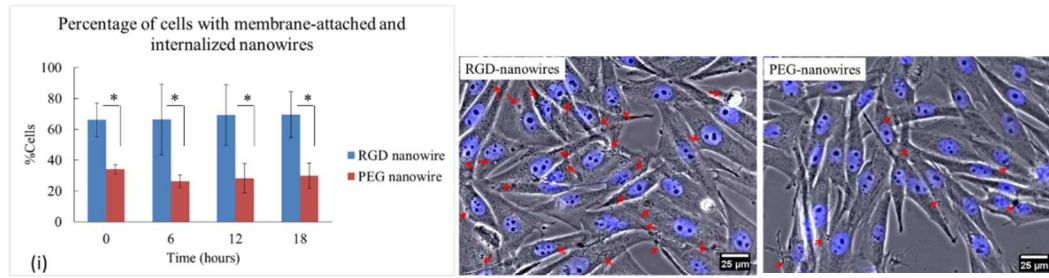 Percentage of cells with membrane-attached and
internalized nanowires
100
80
60
40
20
0
%Cells
* * * *
0 6 12 18
Time (hours)
RGD nanowire
PEG nanowire
(i)
RGD-nanowires
25 µm
PEG-nanowires
25 µm